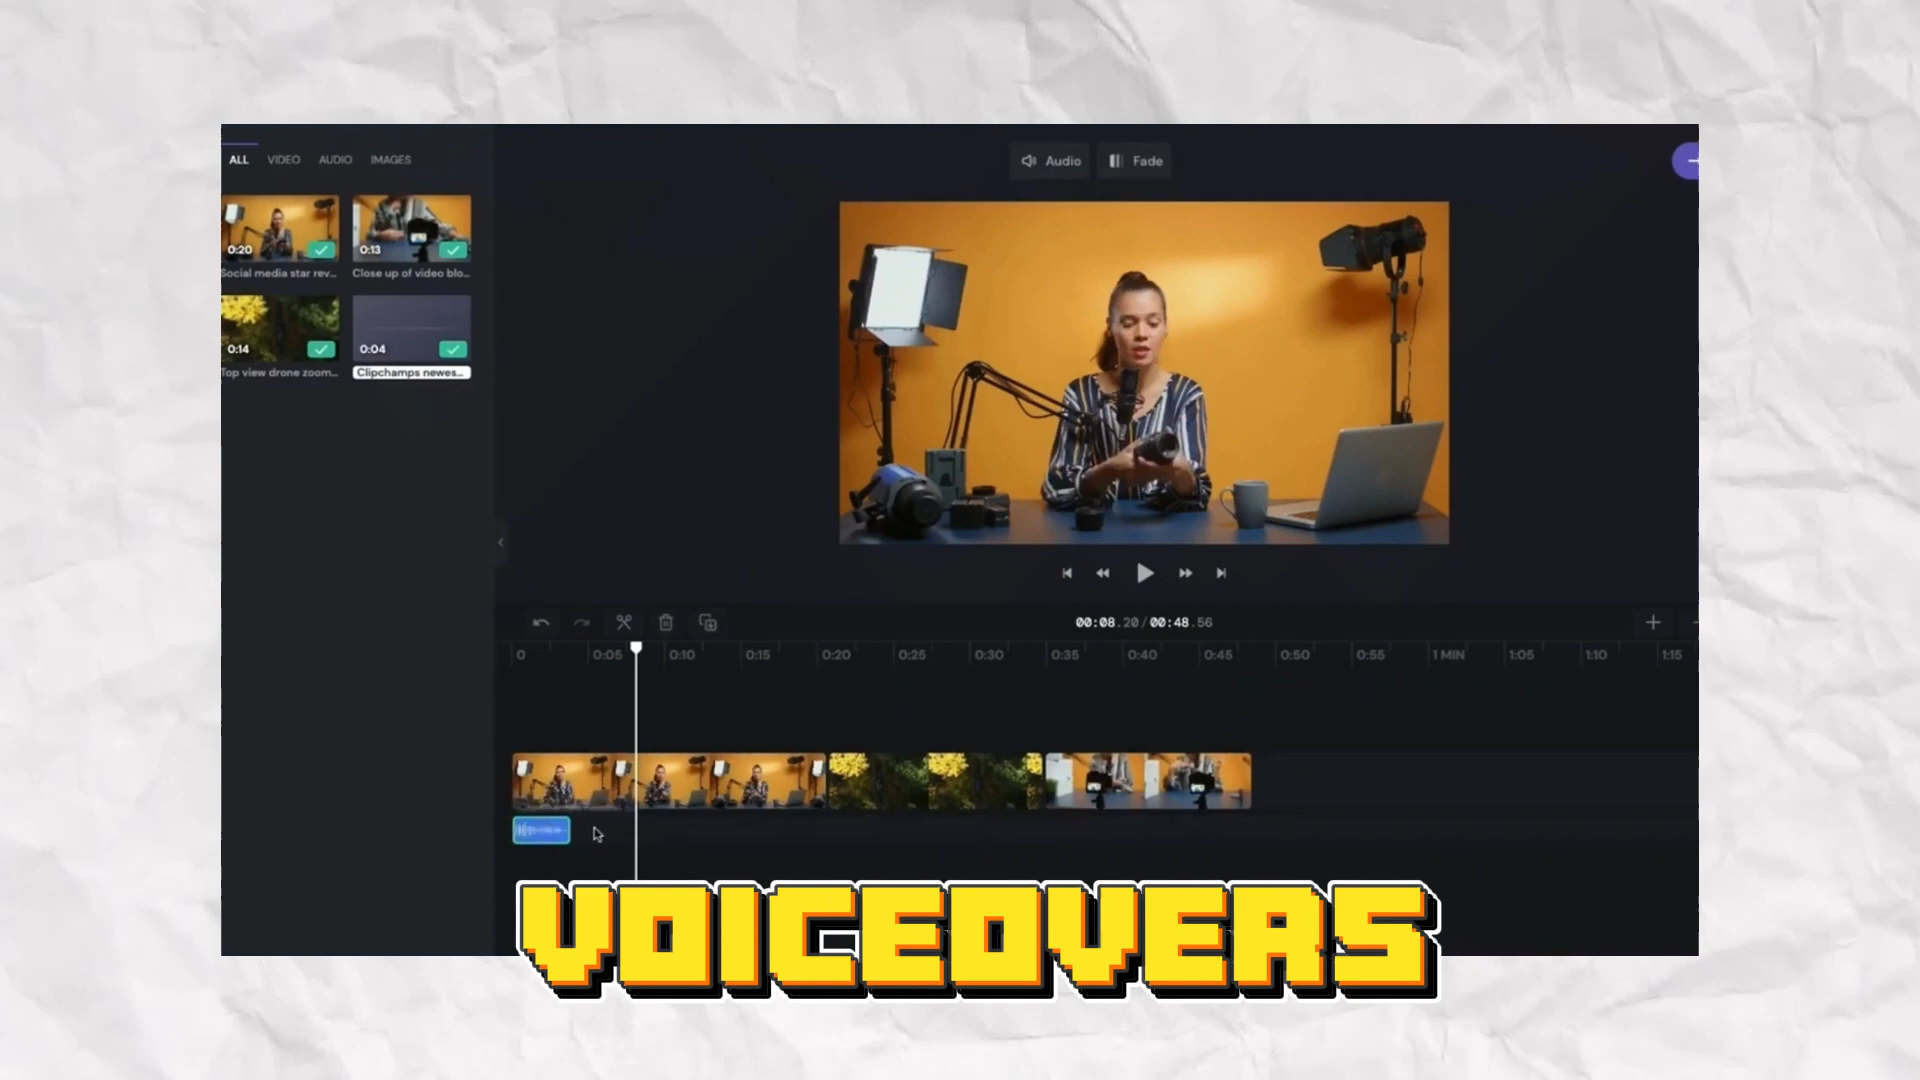 ALL VIDEO AUDIO IMAGES
Audio Fade
0:20 0:13
Social media star rev... Close up of video blo...
0:14 0:04
Top view drone zoom... Clipchamps newes...
00:08.20/00:48.56
0 0:05 0:10 0:15 0:20 0:25 0:30 0:35 0:40 0:45 0:50 0:55 1 MIN 1:05 1:10 1:15
VOICEOVERS